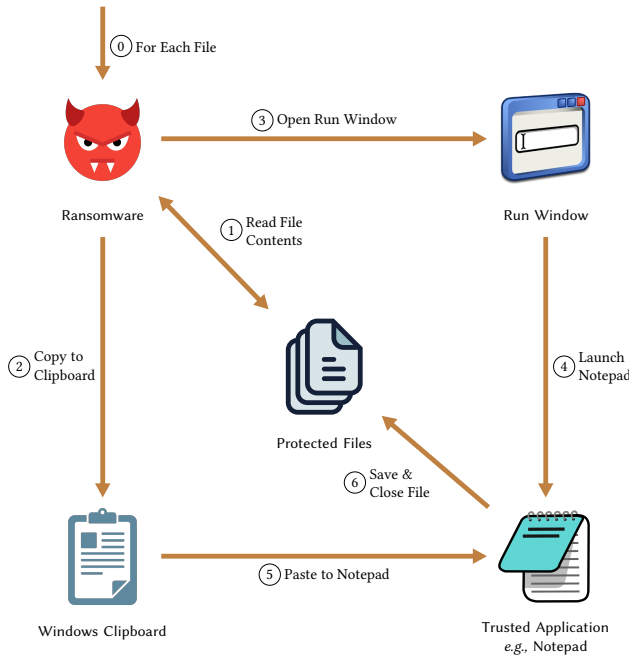 0 For Each File
3 Open Run Window
Ransomware
Run Window
1 Read File
Contents
2 Copy to
Clipboard
4 Launch
Notepad
Protected Files
6 Save &
Close File
5 Paste to Notepad
Windows Clipboard
Trusted Application
e.g., Notepad